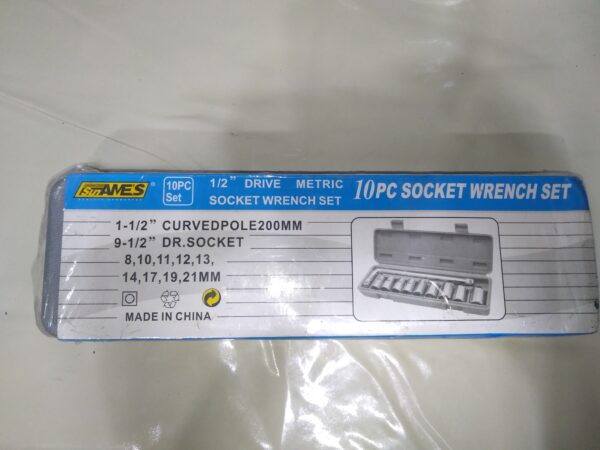 AMES
10PC
Set
1/2” DRIVE METRIC
SOCKET WRENCH SET
10PC SOCKET WRENCH SET
1-1/2” CURVEDPOLE200MM
9-1/2” DR.SOCKET
8,10,11,12,13,
14,17,19,21MM
MADE IN CHINA